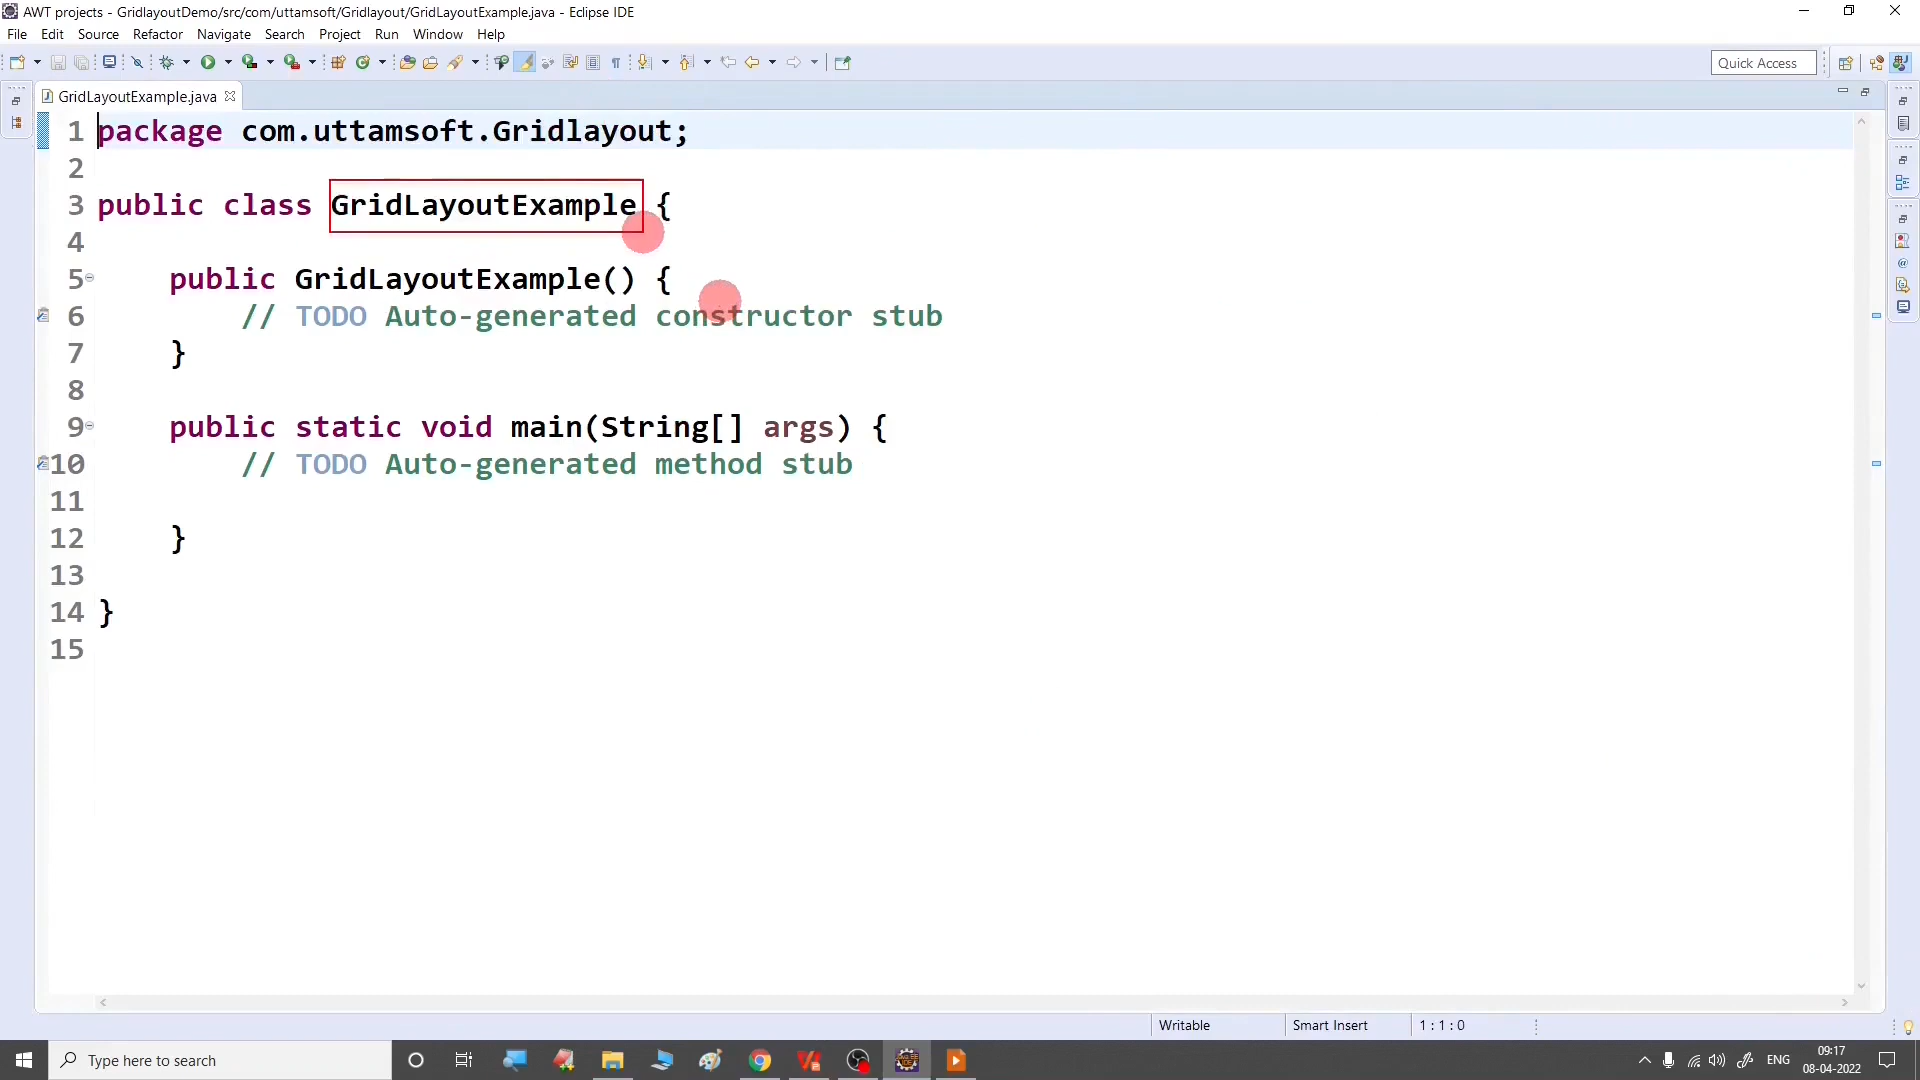 AWT projects - GridlayoutDemo/src/com/uttamsoft/Gridlayout/GridLayoutExample.java - Eclipse IDE
File Edit Source Refactor Navigate Search Project Run Window Help
Quick Access
GridLayoutExample.java
1 package com.uttamsoft.Gridlayout;
2
3 public class GridLayoutExample {
4
5 public GridLayoutExample() {
6 // TODO Auto-generated constructor stub
7 }
8
9 public static void main(String[] args) {
10 // TODO Auto-generated method stub
11
12 }
13
14 }
15
Writable Smart Insert 1 : 1 : 0
Type here to search
ENG
09:17
08-04-2022